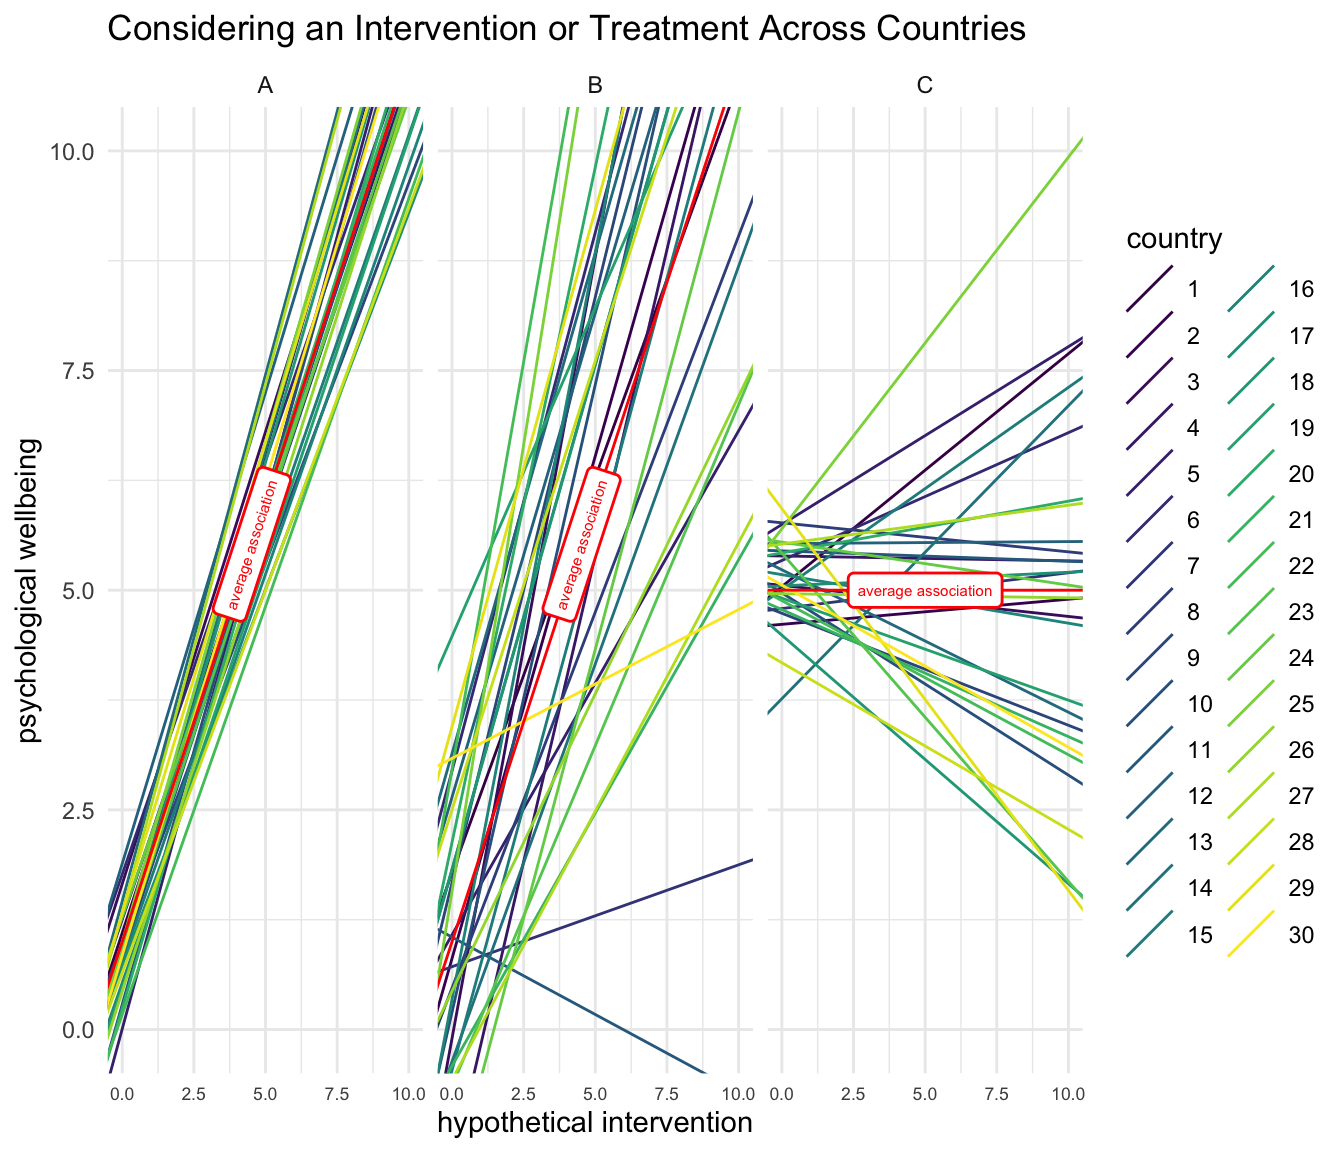 Considering an Intervention or Treatment Across Countries
A
B
C
psychological wellbeing
10.0
7.5
5.0
2.5
0.0
average association
average association
average association
0.0 2.5 5.0 7.5 10.0
0.0 2.5 5.0 7.5 10.0
0.0 2.5 5.0 7.5 10.0
hypothetical intervention
country
1
2
3
4
5
6
7
8
9
10
11
12
13
14
15
16
17
18
19
20
21
22
23
24
25
26
27
28
29
30